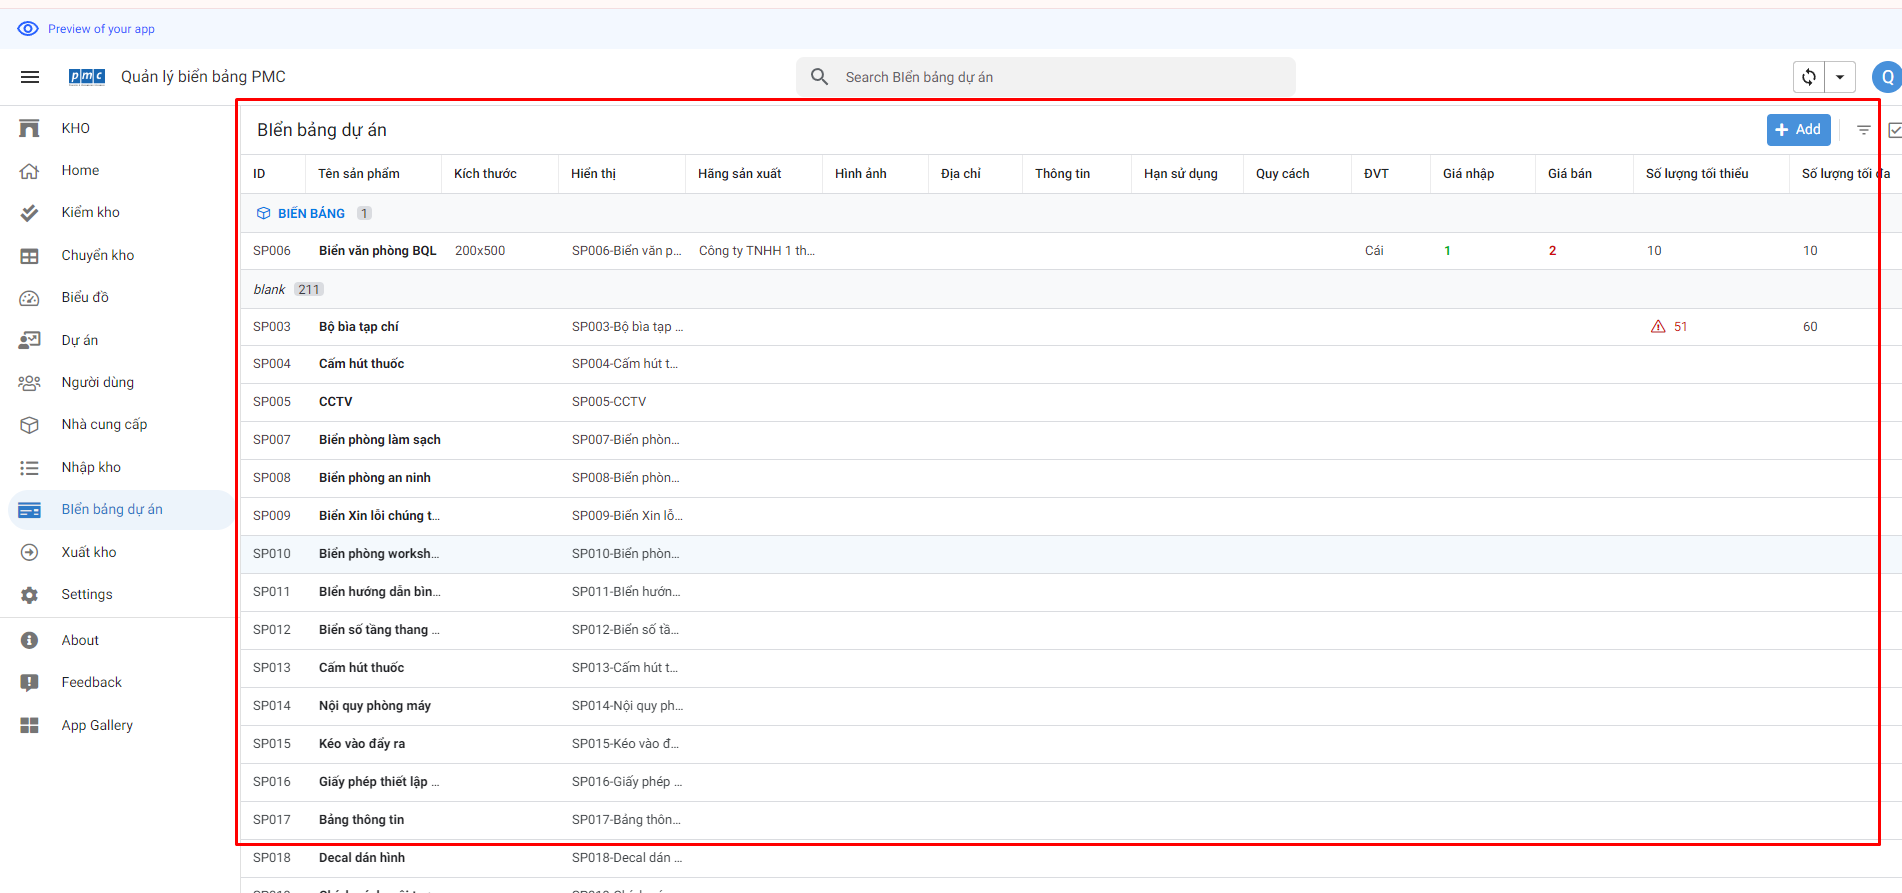 Preview of your app
pmc Quản lý biển bảng PMC
Search BIển bảng dự án
Q
KHO
Home
Kiểm kho
Chuyển kho
Biểu đồ
Dự án
Người dùng
Nhà cung cấp
Nhập kho
BIển bảng dự án
Xuất kho
Settings
About
Feedback
App Gallery
BIển bảng dự án
Add
ID Tên sản phẩm Kích thước Hiển thị Hãng sản xuất Hình ảnh Địa chỉ Thông tin Hạn sử dụng Quy cách ĐVT Giá nhập Giá bán Số lượng tối thiểu Số lượng tối đa
BIỂN BẢNG 1
SP006 Biển văn phòng BQL 200x500 SP006-Biển văn p... Công ty TNHH 1 th... Cái 1 2 10 10
blank 211
SP003 Bộ bìa tạp chí SP003-Bộ bìa tạp ... 51 60
SP004 Cấm hút thuốc SP004-Cấm hút t...
SP005 CCTV SP005-CCTV
SP007 Biển phòng làm sạch SP007-Biển phòn...
SP008 Biển phòng an ninh SP008-Biển phòn...
SP009 Biển Xin lỗi chúng t... SP009-Biển Xin lỗ...
SP010 Biển phòng worksh... SP010-Biển phòn...
SP011 BIển hướng dẫn bìn... SP011-BIển hướn...
SP012 Biển số tầng thang ... SP012-Biển số tầ...
SP013 Cấm hút thuốc SP013-Cấm hút t...
SP014 Nội quy phòng máy SP014-Nội quy ph...
SP015 Kéo vào đẩy ra SP015-Kéo vào đ...
SP016 Giấy phép thiết lập ... SP016-Giấy phép ...
SP017 Bảng thông tin SP017-Bảng thôn...
SP018 Decal dán hình SP018-Decal dán ...